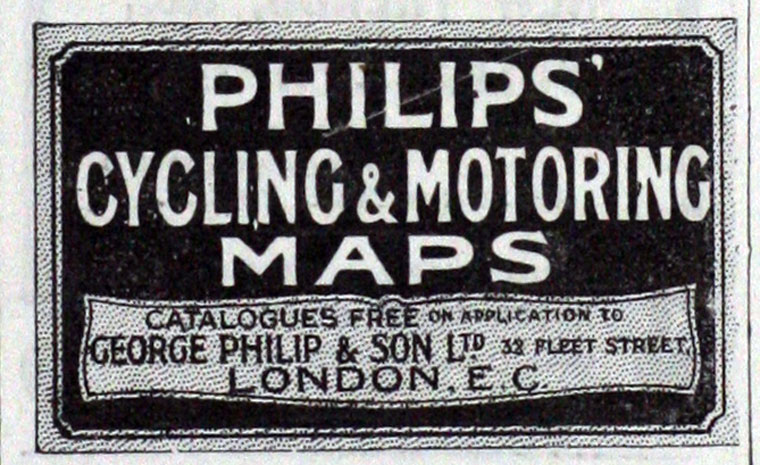 PHILIPS'
CYCLING & MOTORING
MAPS
CATALOGUES FREE ON APPLICATION TO
GEORGE PHILIP & SON LTD 32 FLEET STREET,
LONDON, E.C.